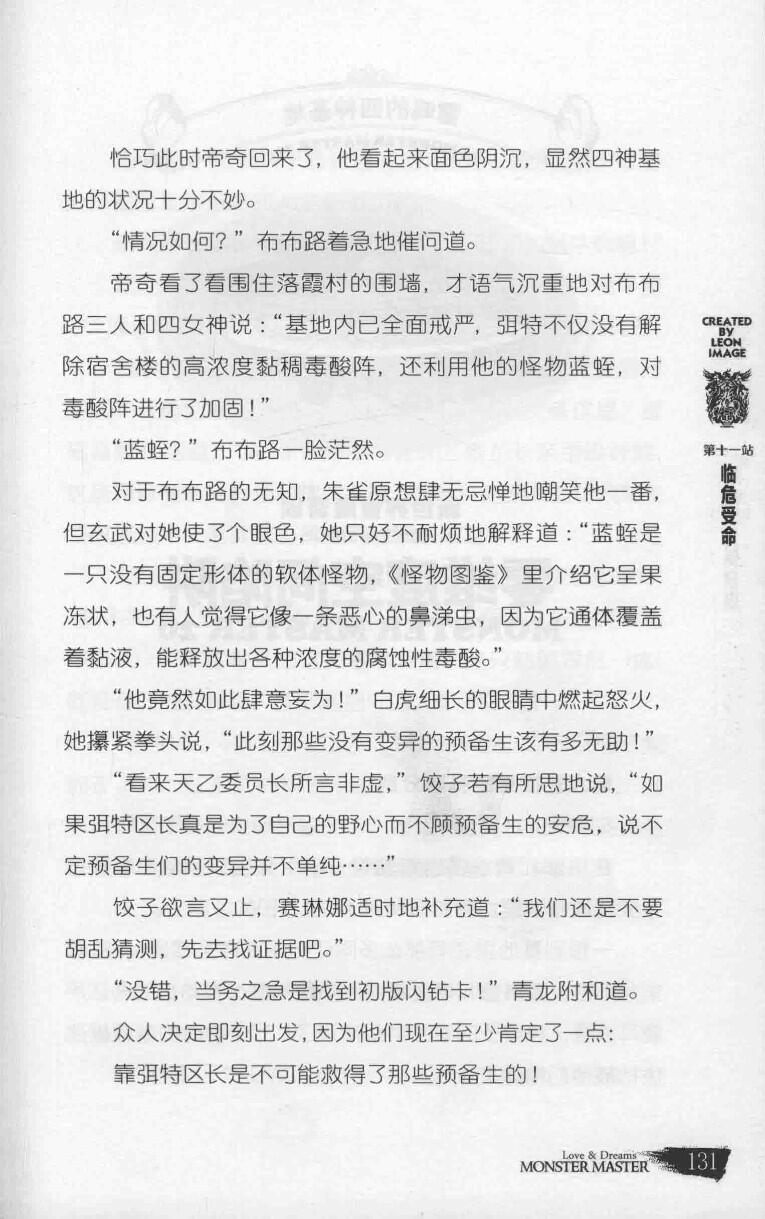 恰巧此时帝奇回来了，他看起来面色阴沉，显然四神基
地的状况十分不妙。
“情况如何？”布布路着急地催问道。
帝奇看了看围住落霞村的围墙，才语气沉重地对布布
路三人和四女神说：“基地内已全面戒严，弭特不仅没有解
除宿舍楼的高浓度黏稠毒酸阵，还利用他的怪物蓝蛭，对
毒酸阵进行了加固！”
“蓝蛭？”布布路一脸茫然。
对于布布路的无知，朱雀原想肆无忌惮地嘲笑他一番，
但玄武对她使了个眼色，她只好不耐烦地解释道：“蓝蛭是
一只没有固定形体的软体怪物，《怪物图鉴》里介绍它呈果
冻状，也有人觉得它像一条恶心的鼻涕虫，因为它通体覆盖
着黏液，能释放出各种浓度的腐蚀性毒酸。”
“他竟然如此肆意妄为！”白虎细长的眼睛中燃起怒火，
她攥紧拳头说，“此刻那些没有变异的预备生该有多无助！”
“看来天乙委员长所言非虚，”饺子若有所思地说，“如
果弭特区长真是为了自己的野心而不顾预备生的安危，说不
定预备生们的变异并不单纯……”
饺子欲言又止，赛琳娜适时地补充道：“我们还是不要
胡乱猜测，先去找证据吧。”
“没错，当务之急是找到初版闪钻卡！”青龙附和道。
众人决定即刻出发，因为他们现在至少肯定了一点：
靠弭特区长是不可能救得了那些预备生的！
CREATED
BY
LEON
IMAGE
第十一站
临危受命
Love & Dreams
MONSTER MASTER
131